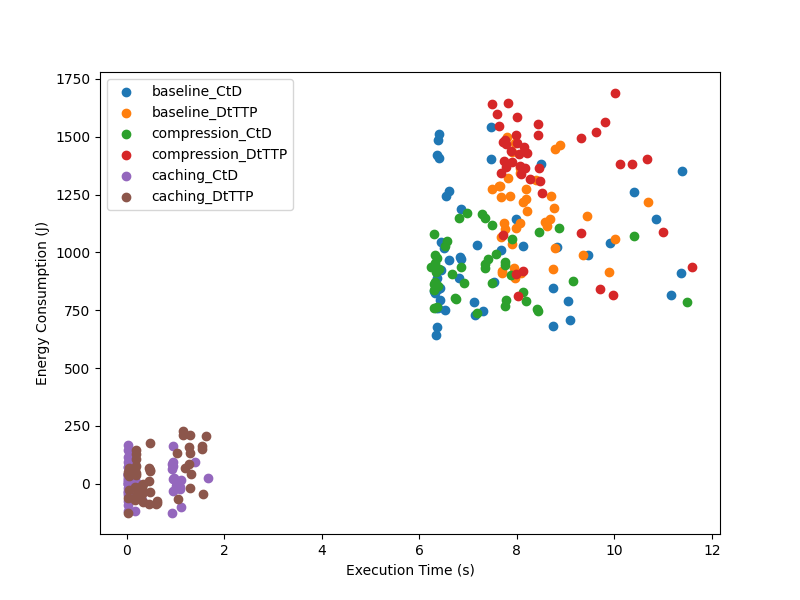 1750
1500
1250
1000
750
500
250
0
Energy Consumption (J)
baseline_CtD
baseline_DtTTP
compression_CtD
compression_DtTTP
caching_CtD
caching_DtTTP
0 2 4 6 8 10 12
Execution Time (s)